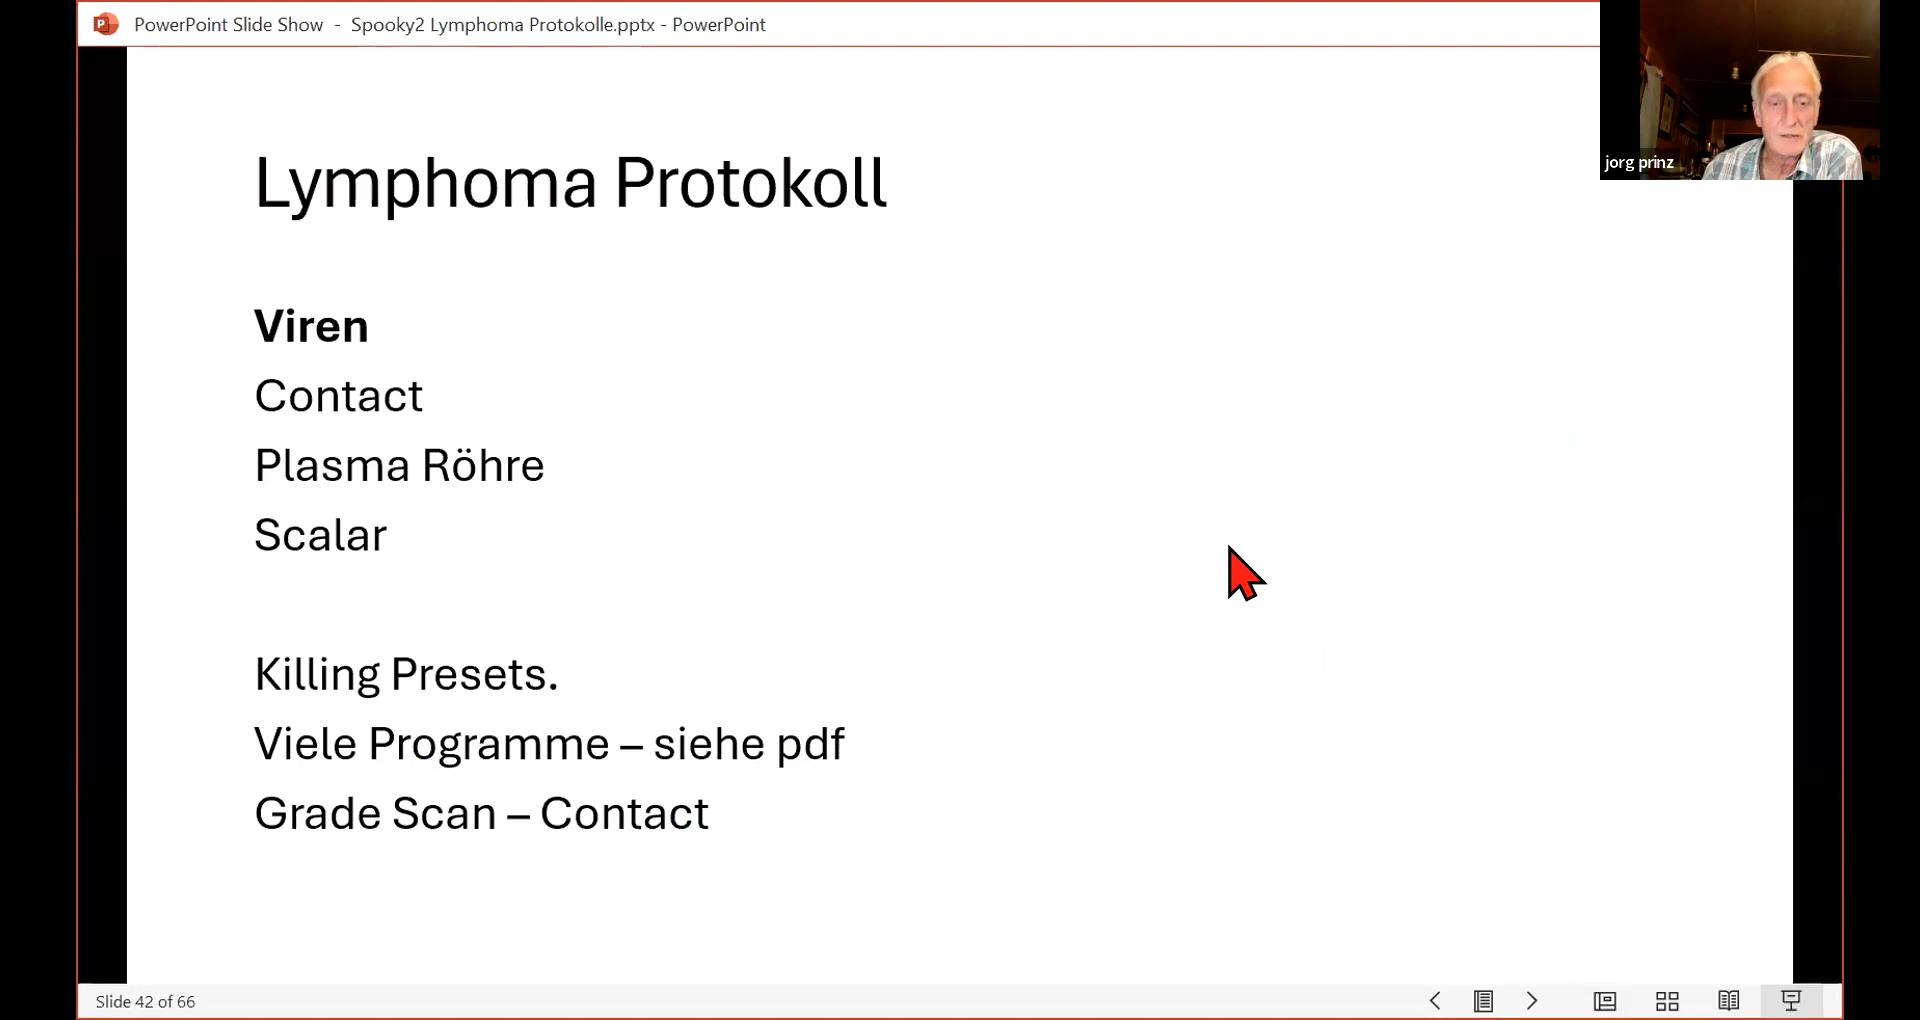 PowerPoint Slide Show - Spooky2 Lymphoma Protokolle.pptx - PowerPoint
jorg prinz
Lymphoma Protokoll
Viren
Contact
Plasma Röhre
Scalar
Killing Presets.
Viele Programme – siehe pdf
Grade Scan – Contact
Slide 42 of 66